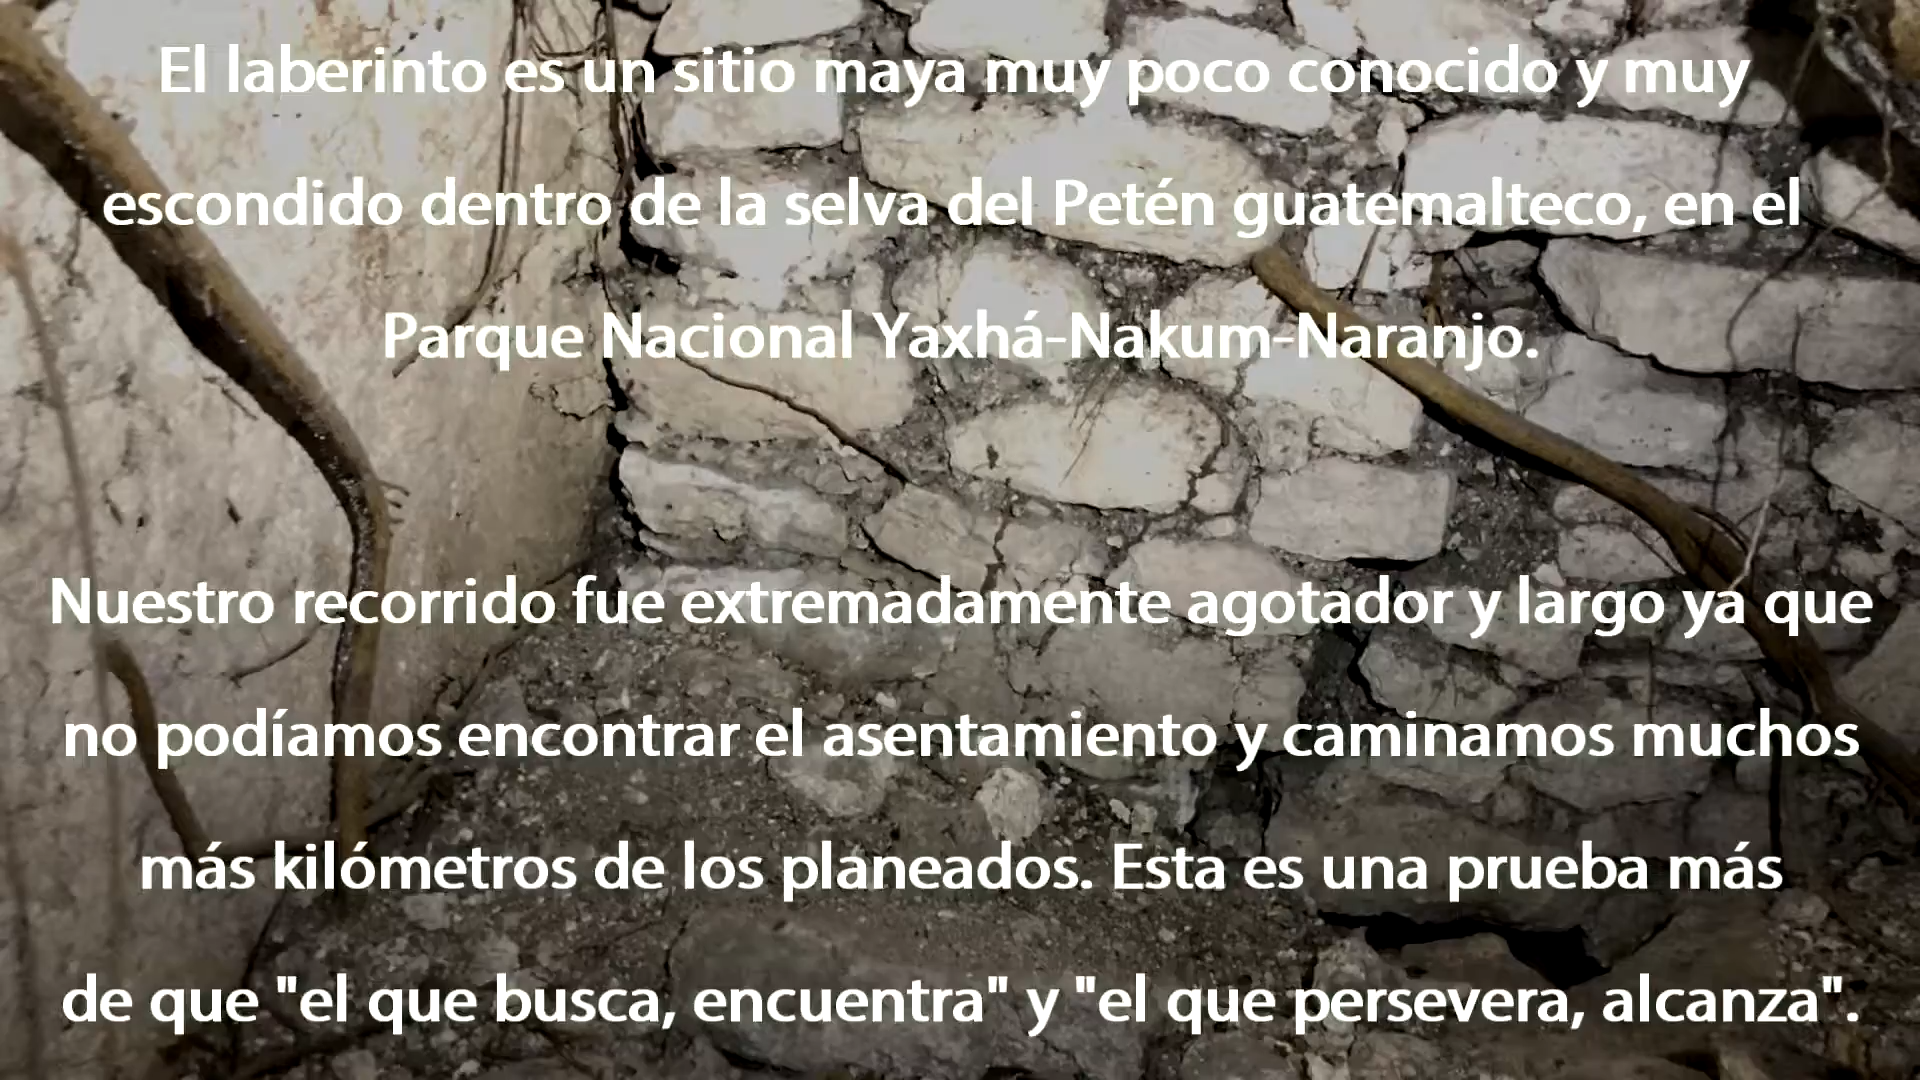 El laberinto es un sitio maya muy poco conocido y muy
escondido dentro de la selva del Petén guatemalteco, en el
Parque Nacional Yaxhá-Nakum-Naranjo.
Nuestro recorrido fue extremadamente agotador y largo ya que
no podíamos encontrar el asentamiento y caminamos muchos
más kilómetros de los planeados. Esta es una prueba más
de que "el que busca, encuentra" y "el que persevera, alcanza".